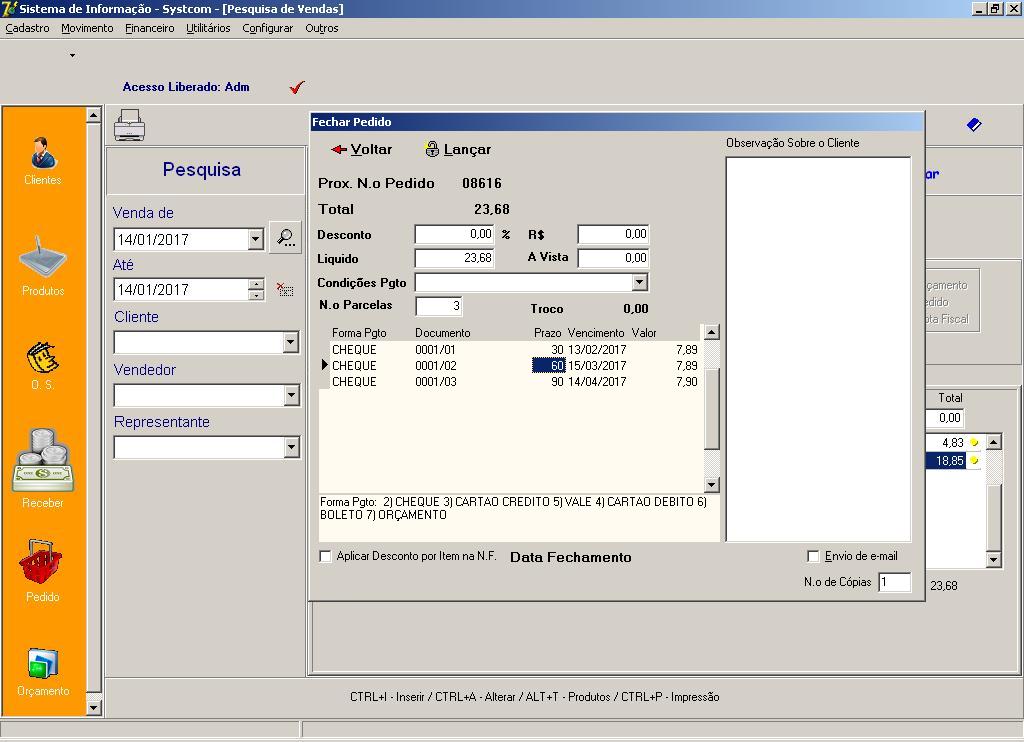 Sistema de Informação - Systcom - [Pesquisa de Vendas]
Cadastro Movimento Financeiro Utilitários Configurar Outros
Acesso Liberado: Adm
Clientes
Produtos
O. S.
Receber
Pedido
Orçamento
Pesquisa
Venda de
14/01/2017
Até
14/01/2017
Cliente
Vendedor
Representante
Fechar Pedido
Voltar Lançar
Prox. N.o Pedido 08616
Total 23,68
Desconto 0,00 % R$ 0,00
Liquido 23,68 A Vista 0,00
Condições Pgto
N.o Parcelas 3 Troco 0,00
Forma Pgto Documento Prazo Vencimento Valor
CHEQUE 0001/01 30 13/02/2017 7,89
CHEQUE 0001/02 60 15/03/2017 7,89
CHEQUE 0001/03 90 14/04/2017 7,90
Forma Pgto: 2) CHEQUE 3) CARTAO CREDITO 5) VALE 4) CARTAO DEBITO 6)
BOLETO 7) ORÇAMENTO
Aplicar Desconto por Item na N.F. Data Fechamento
Observação Sobre o Cliente
Envio de e-mail
N.o de Cópias 1
ar
çamento
edido
ota Fiscal
Total
0,00
4,83
18,85
23,68
CTRL+I - Inserir / CTRL+A - Alterar / ALT+T - Produtos / CTRL+P - Impressão